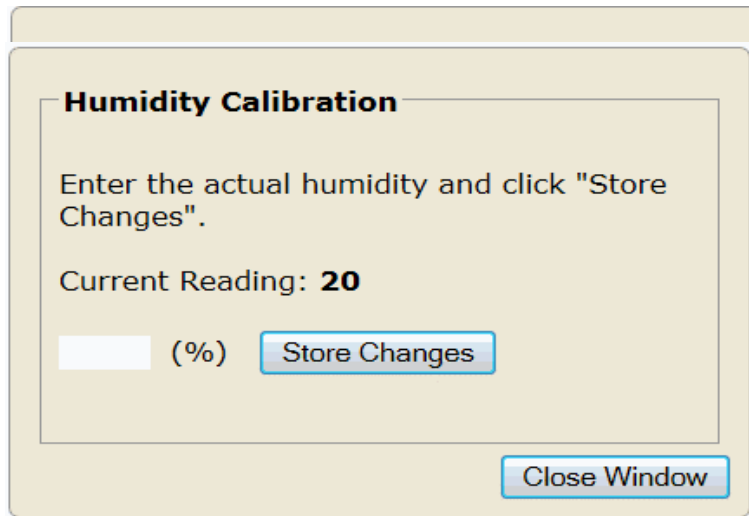 Humidity Calibration
Enter the actual humidity and click "Store
Changes".
Current Reading: 20
(%) Store Changes
Close Window